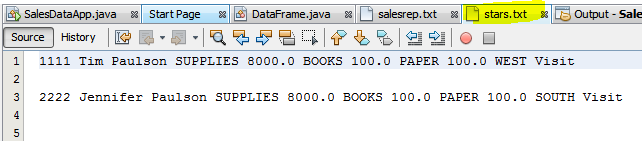 SalesDataApp.java Start Page DataFrame.java salesrep.txt stars.txt Output - Sale
Source History
1 1111 Tim Paulson SUPPLIES 8000.0 BOOKS 100.0 PAPER 100.0 WEST Visit
2
3 2222 Jennifer Paulson SUPPLIES 8000.0 BOOKS 100.0 PAPER 100.0 SOUTH Visit
4
5